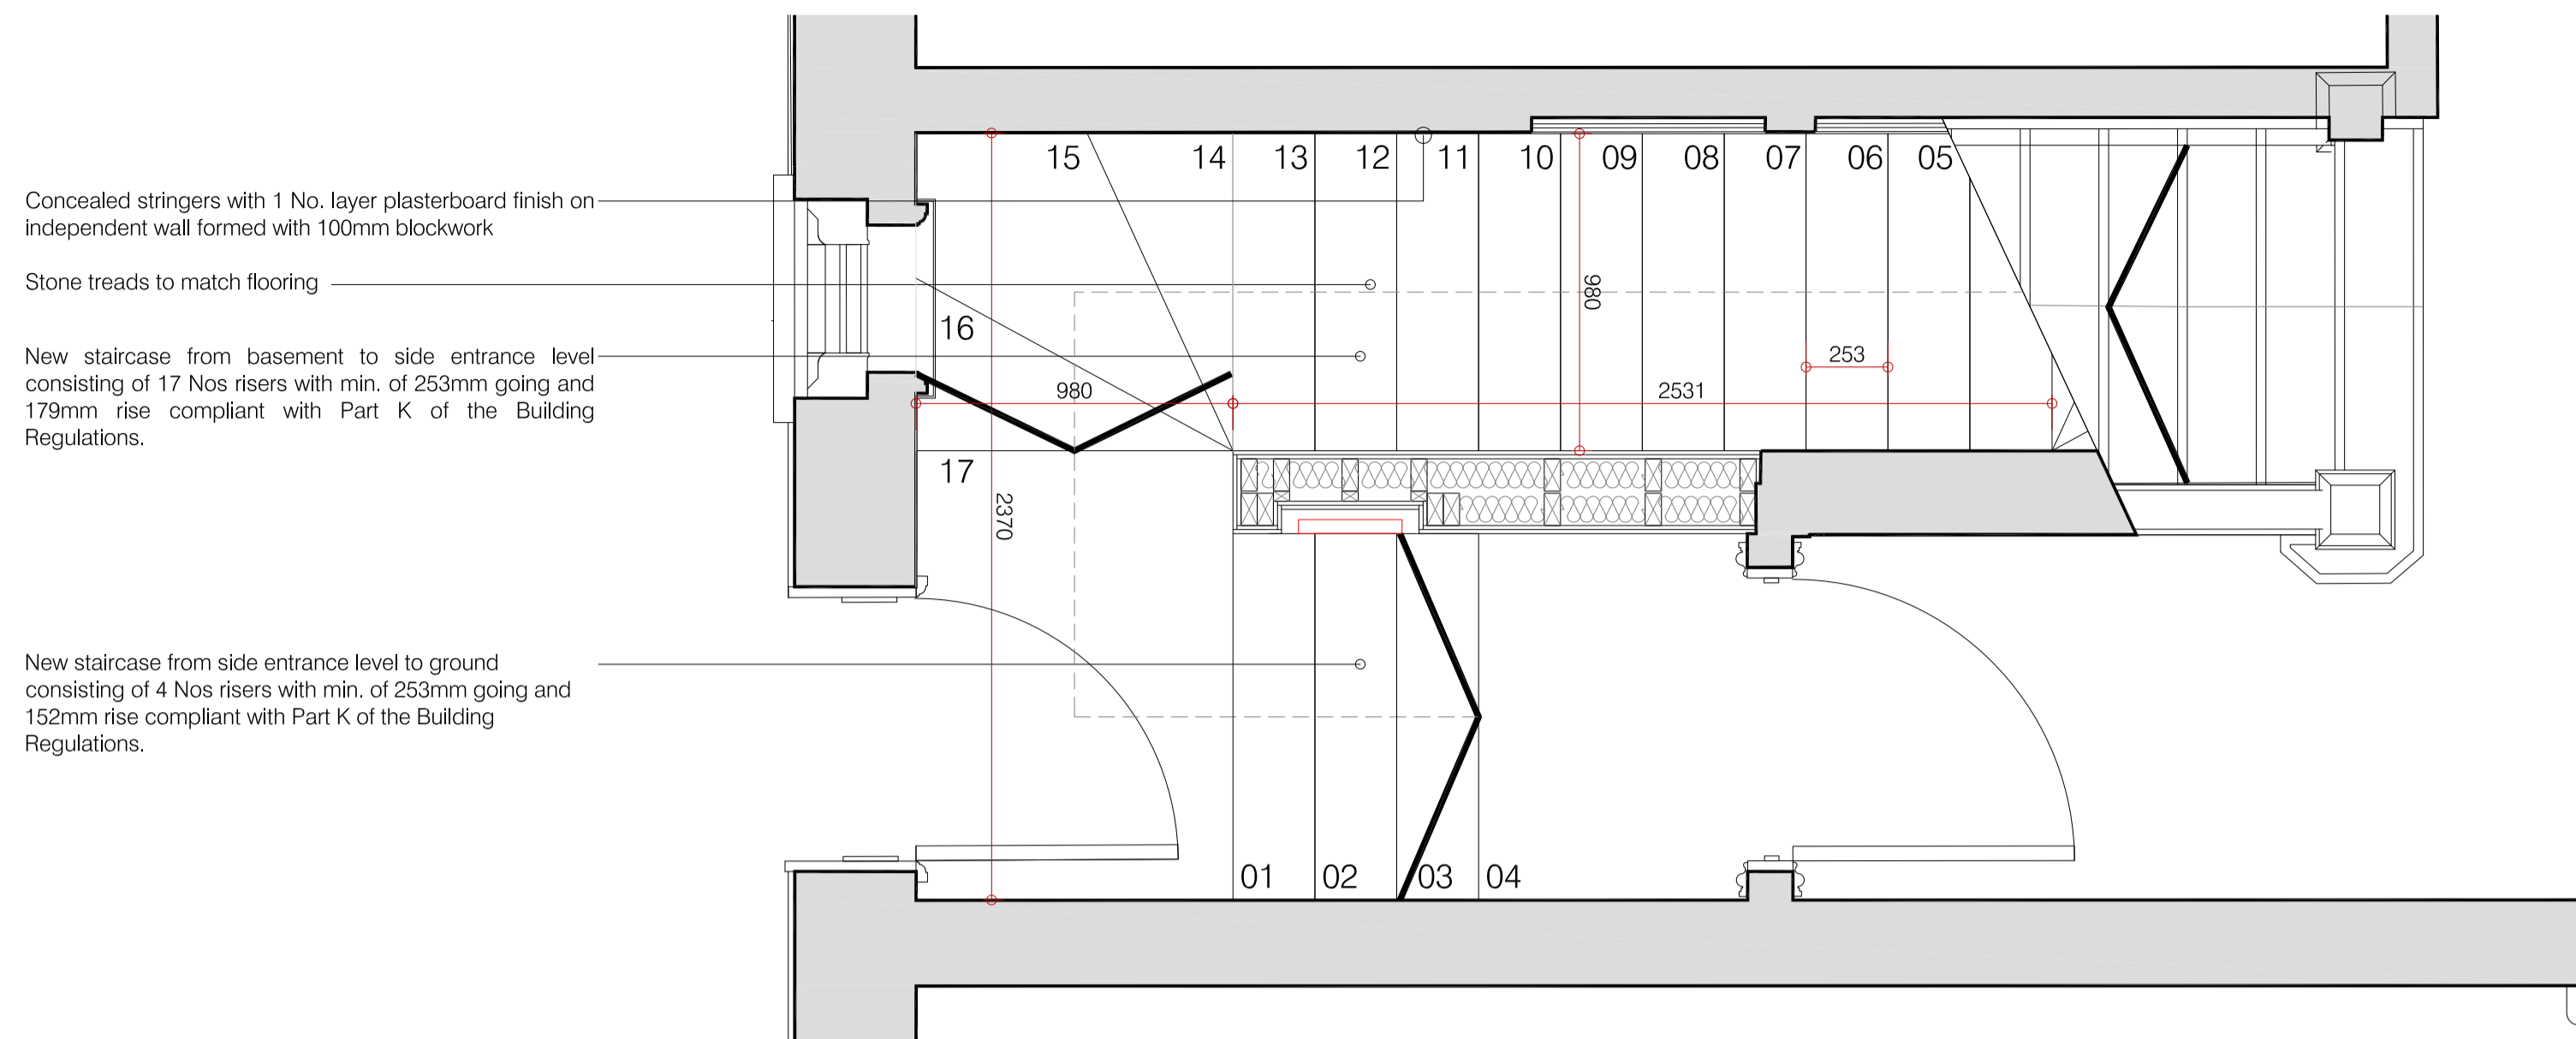 Concealed stringers with 1 No. layer plasterboard finish on
independent wall formed with 100mm blockwork
Stone treads to match flooring
New staircase from basement to side entrance level
consisting of 17 Nos risers with min. of 253mm going and
179mm rise compliant with Part K of the Building
Regulations.
New staircase from side entrance level to ground
consisting of 4 Nos risers with min. of 253mm going and
152mm rise compliant with Part K of the Building
Regulations.
15 14 13 12 11 10 09 08 07 06 05
980
16
253
980
2531
17
2370
01 02 03 04